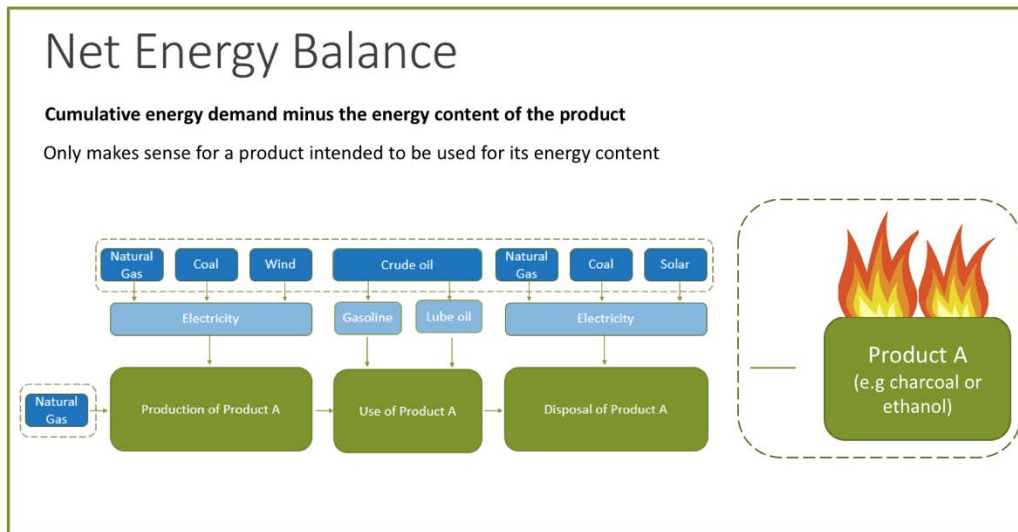 Net Energy Balance
Cumulative energy demand minus the energy content of the product
Only makes sense for a product intended to be used for its energy content
Natural
Gas
Coal
Wind
Crude oil
Natural
Gas
Coal
Solar
Electricity
Gasoline
Lube oil
Electricity
Natural
Gas
Production of Product A
Use of Product A
Disposal of Product A
Product A
(e.g charcoal or
ethanol)